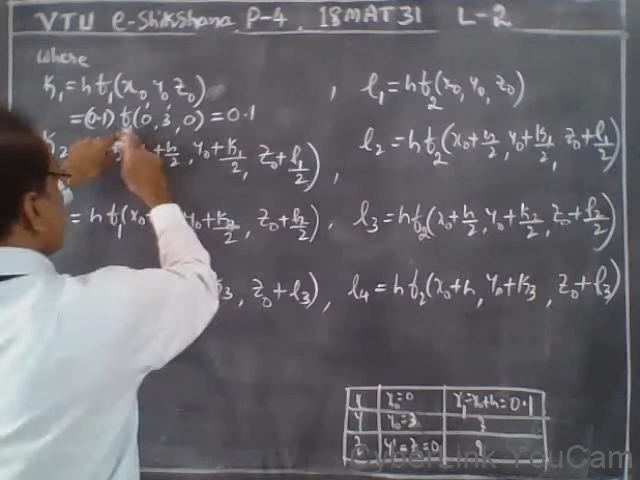 VTU e-Shikshana P-4 18MAT31 L-2
where
k₁ = hf₁(x₀, y₀, z₀) , l₁ = hf₂(x₀, y₀, z₀)
= (0.1) f(0, 3, 0) = 0.1
k₂ + h/2, y₀ + k₁/2, z₀ + l₁/2) , l₂ = hf₂(x₀ + h/2, y₀ + k₁/2, z₀ + l₁/2)
= hf₁(x₀+ y₀ + k₂/2, z₀ + l₂/2) , l₃ = hf₂(x₀ + h/2, y₀ + k₂/2, z₀ + l₂/2)
k₃, z₀ + l₃) , l₄ = hf₂(x₀ + h, y₀ + k₃, z₀ + l₃)
x x₀ = 0 x₁ = x₀ + h = 0.1
y y₀ = 3 ?
z y' = z₀ = 0 ?
CyberLink YouCam